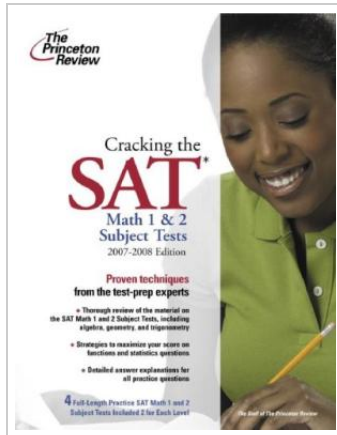 The
Princeton
Review
Cracking the
SAT*
Math 1 & 2
Subject Tests
2007-2008 Edition
Proven techniques
from the test-prep experts
★ Thorough review of the material on
the SAT Math 1 and 2 Subject Tests, including
algebra, geometry, and trigonometry
★ Strategies to maximize your score on
functions and statistics questions
★ Detailed answer explanations for
all practice questions
4 Full-Length Practice SAT Math 1 and 2
Subject Tests Included 2 for Each Level
The Staff of The Princeton Review